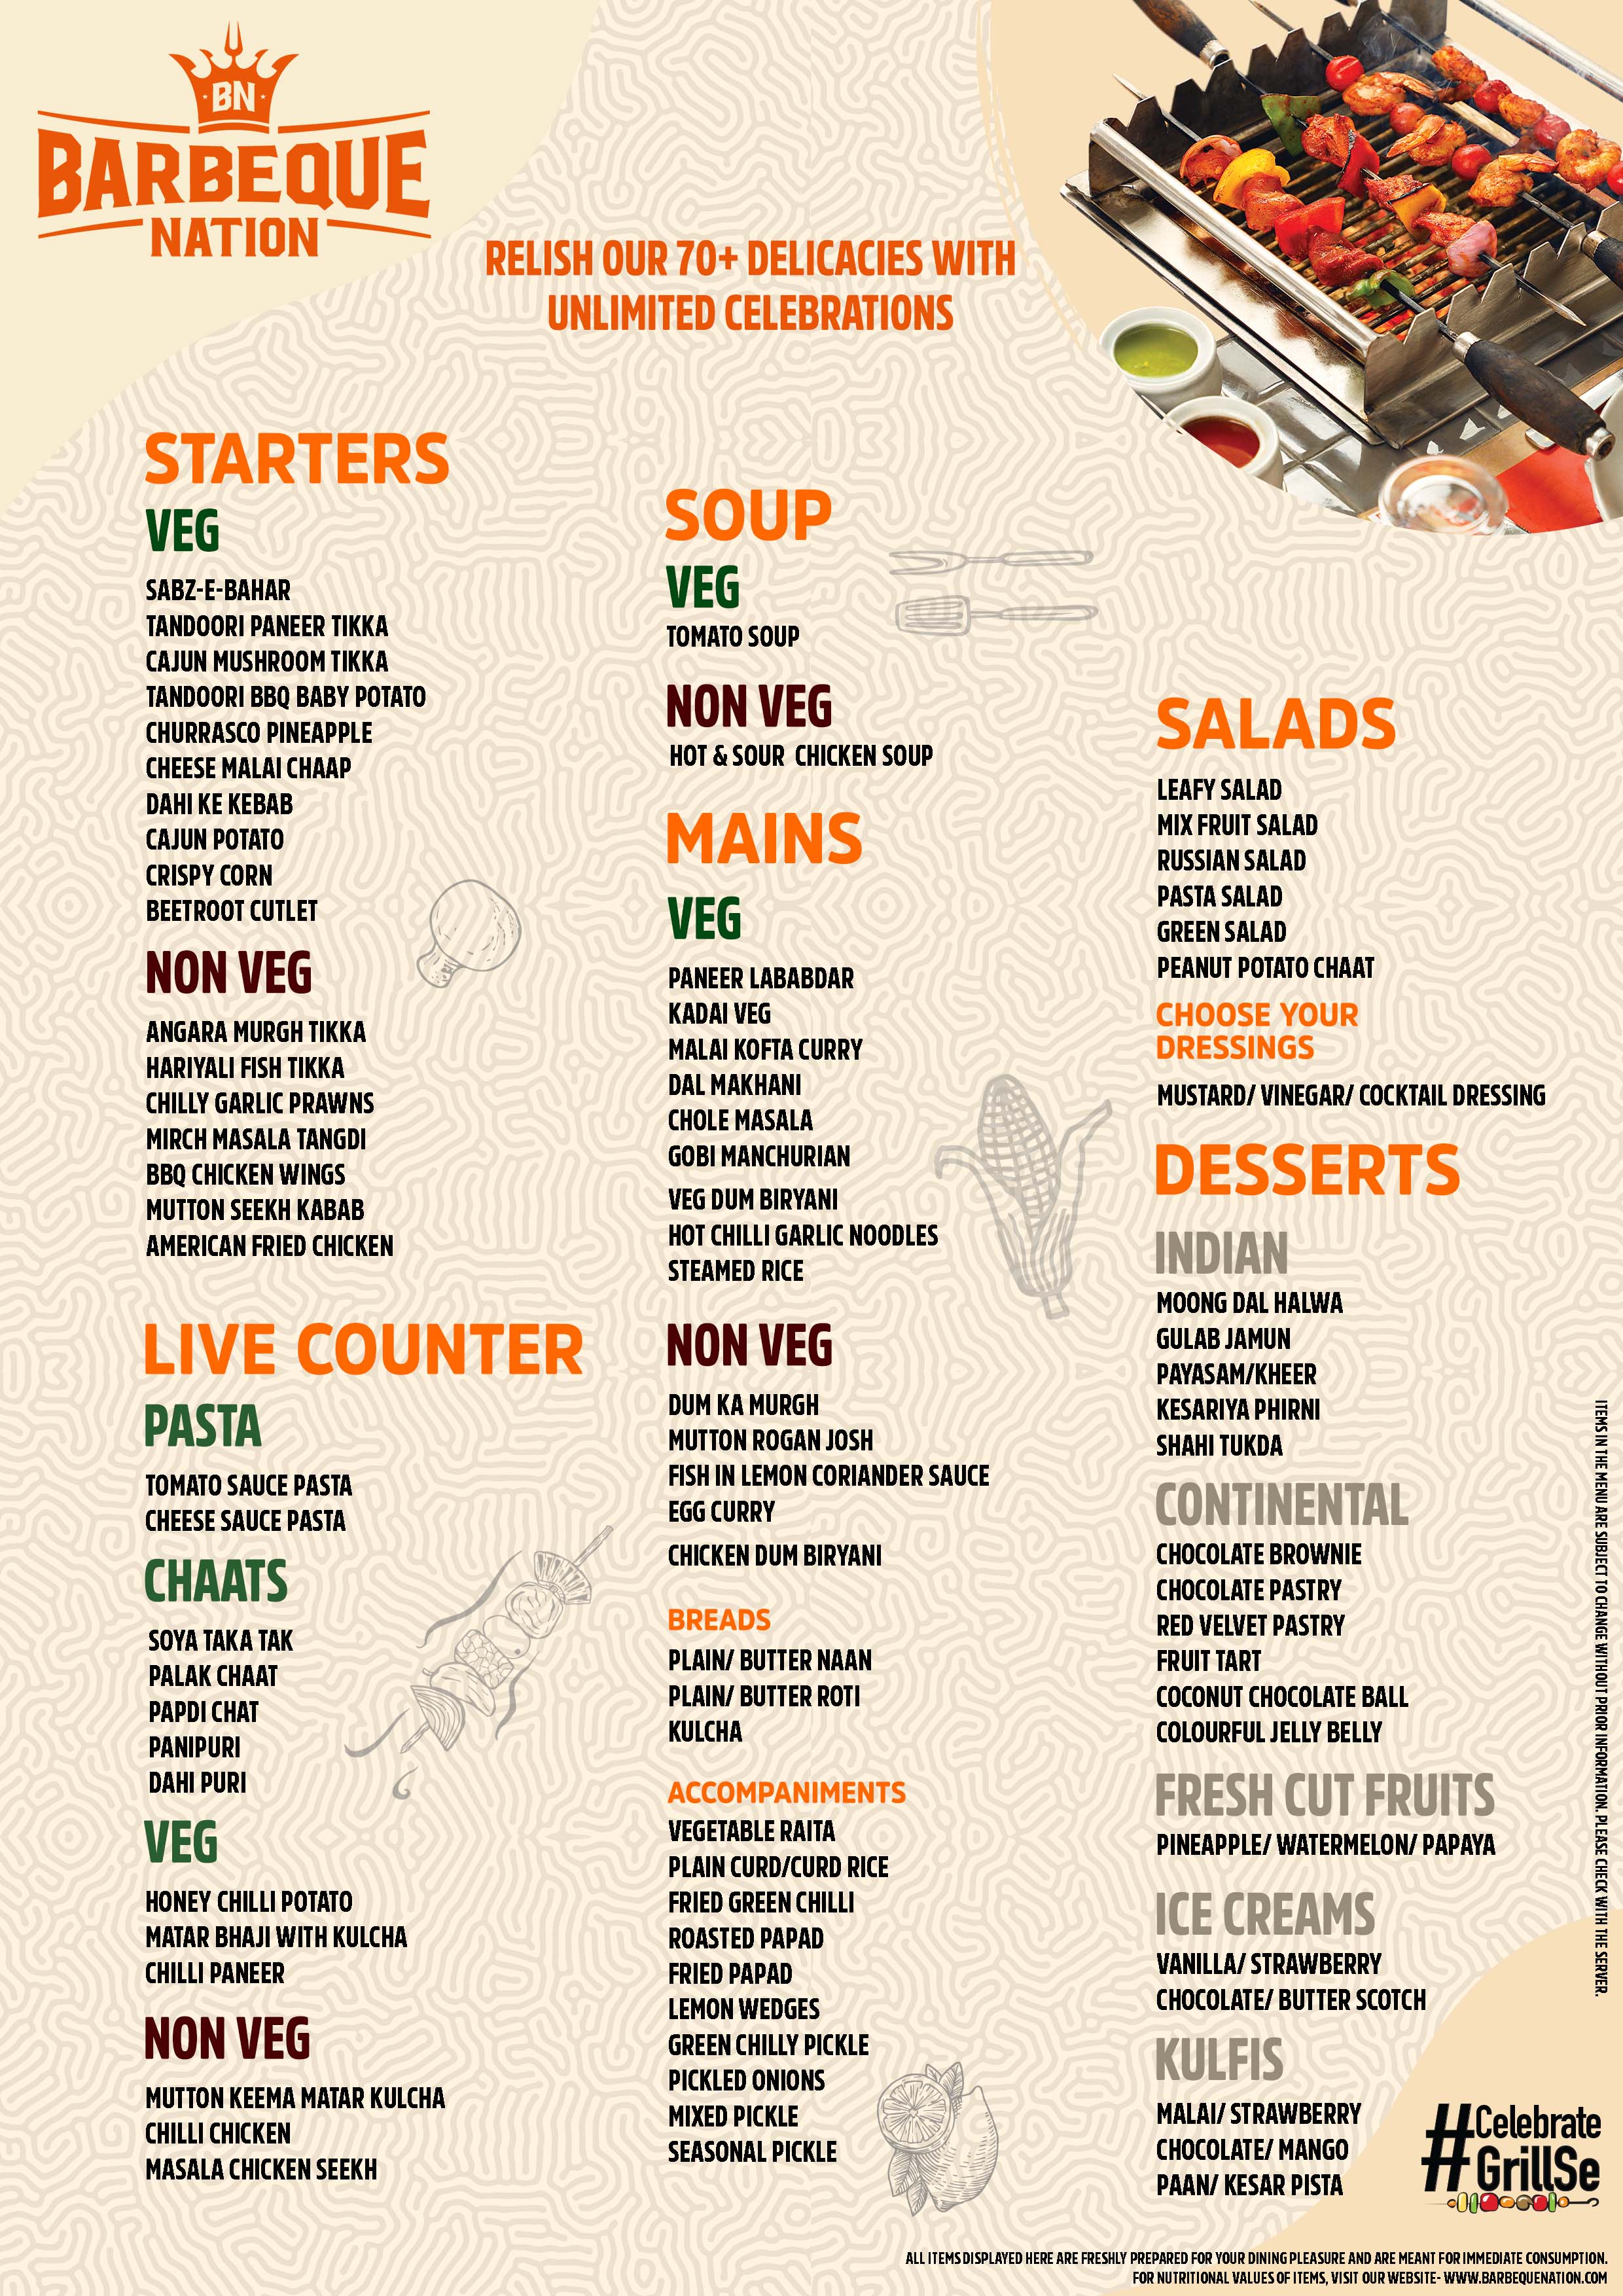 BN
BARBEQUE
NATION
RELISH OUR 70+ DELICACIES WITH
UNLIMITED CELEBRATIONS
STARTERS
VEG
SABZ-E-BAHAR
TANDOORI PANEER TIKKA
CAJUN MUSHROOM TIKKA
TANDOORI BBQ BABY POTATO
CHURRASCO PINEAPPLE
CHEESE MALAI CHAAP
DAHI KE KEBAB
CAJUN POTATO
CRISPY CORN
BEETROOT CUTLET
NON VEG
ANGARA MURGH TIKKA
HARIYALI FISH TIKKA
CHILLY GARLIC PRAWNS
MIRCH MASALA TANGDI
BBQ CHICKEN WINGS
MUTTON SEEKH KABAB
AMERICAN FRIED CHICKEN
LIVE COUNTER
PASTA
TOMATO SAUCE PASTA
CHEESE SAUCE PASTA
CHAATS
SOYA TAKA TAK
PALAK CHAAT
PAPDI CHAT
PANIPURI
DAHI PURI
VEG
HONEY CHILLI POTATO
MATAR BHAJI WITH KULCHA
CHILLI PANEER
NON VEG
MUTTON KEEMA MATAR KULCHA
CHILLI CHICKEN
MASALA CHICKEN SEEKH
SOUP
VEG
TOMATO SOUP
NON VEG
HOT & SOUR CHICKEN SOUP
MAINS
VEG
PANEER LABABDAR
KADAI VEG
MALAI KOFTA CURRY
DAL MAKHANI
CHOLE MASALA
GOBI MANCHURIAN
VEG DUM BIRYANI
HOT CHILLI GARLIC NOODLES
STEAMED RICE
NON VEG
DUM KA MURGH
MUTTON ROGAN JOSH
FISH IN LEMON CORIANDER SAUCE
EGG CURRY
CHICKEN DUM BIRYANI
BREADS
PLAIN/ BUTTER NAAN
PLAIN/ BUTTER ROTI
KULCHA
ACCOMPANIMENTS
VEGETABLE RAITA
PLAIN CURD/CURD RICE
FRIED GREEN CHILLI
ROASTED PAPAD
FRIED PAPAD
LEMON WEDGES
GREEN CHILLY PICKLE
PICKLED ONIONS
MIXED PICKLE
SEASONAL PICKLE
SALADS
LEAFY SALAD
MIX FRUIT SALAD
RUSSIAN SALAD
PASTA SALAD
GREEN SALAD
PEANUT POTATO CHAAT
CHOOSE YOUR
DRESSINGS
MUSTARD/ VINEGAR/ COCKTAIL DRESSING
DESSERTS
INDIAN
MOONG DAL HALWA
GULAB JAMUN
PAYASAM/KHEER
KESARIYA PHIRNI
SHAHI TUKDA
CONTINENTAL
CHOCOLATE BROWNIE
CHOCOLATE PASTRY
RED VELVET PASTRY
FRUIT TART
COCONUT CHOCOLATE BALL
COLOURFUL JELLY BELLY
FRESH CUT FRUITS
PINEAPPLE/ WATERMELON/ PAPAYA
ICE CREAMS
VANILLA/ STRAWBERRY
CHOCOLATE/ BUTTER SCOTCH
KULFIS
MALAI/ STRAWBERRY
CHOCOLATE/ MANGO
PAAN/ KESAR PISTA
ITEMS IN THE MENU ARE SUBJECT TO CHANGE WITHOUT PRIOR INFORMATION. PLEASE CHECK WITH THE SERVER.
#Celebrate
GrillSe
ALL ITEMS DISPLAYED HERE ARE FRESHLY PREPARED FOR YOUR DINING PLEASURE AND ARE MEANT FOR IMMEDIATE CONSUMPTION.
FOR NUTRITIONAL VALUES OF ITEMS, VISIT OUR WEBSITE- WWW.BARBEQUENATION.COM